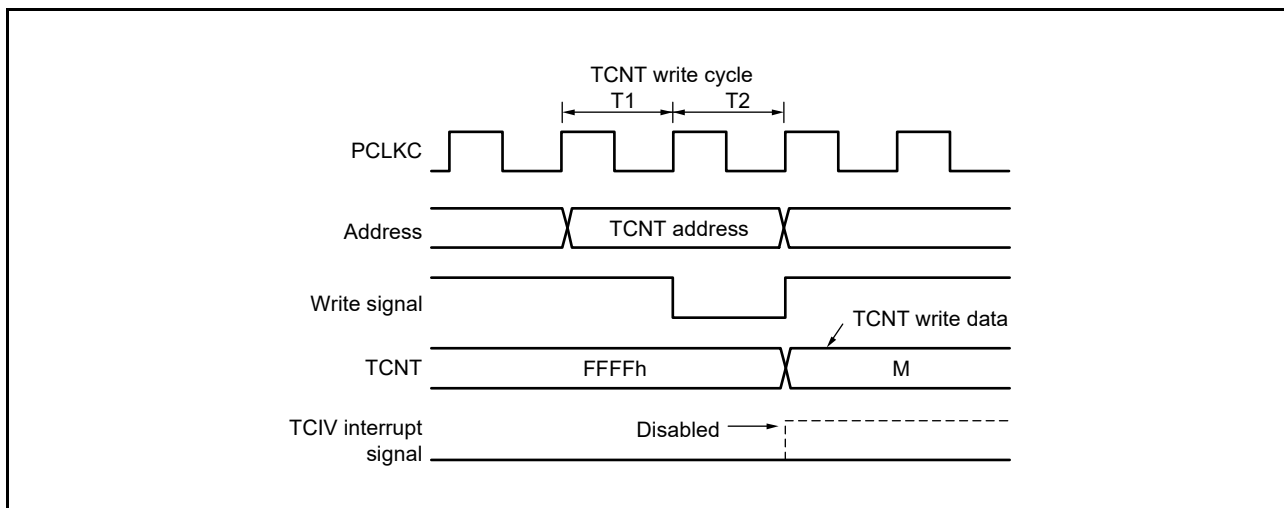 TCNT write cycle
T1 T2
PCLKC
Address TCNT address
Write signal
TCNT write data
TCNT FFFFh M
TCIV interrupt
signal
Disabled